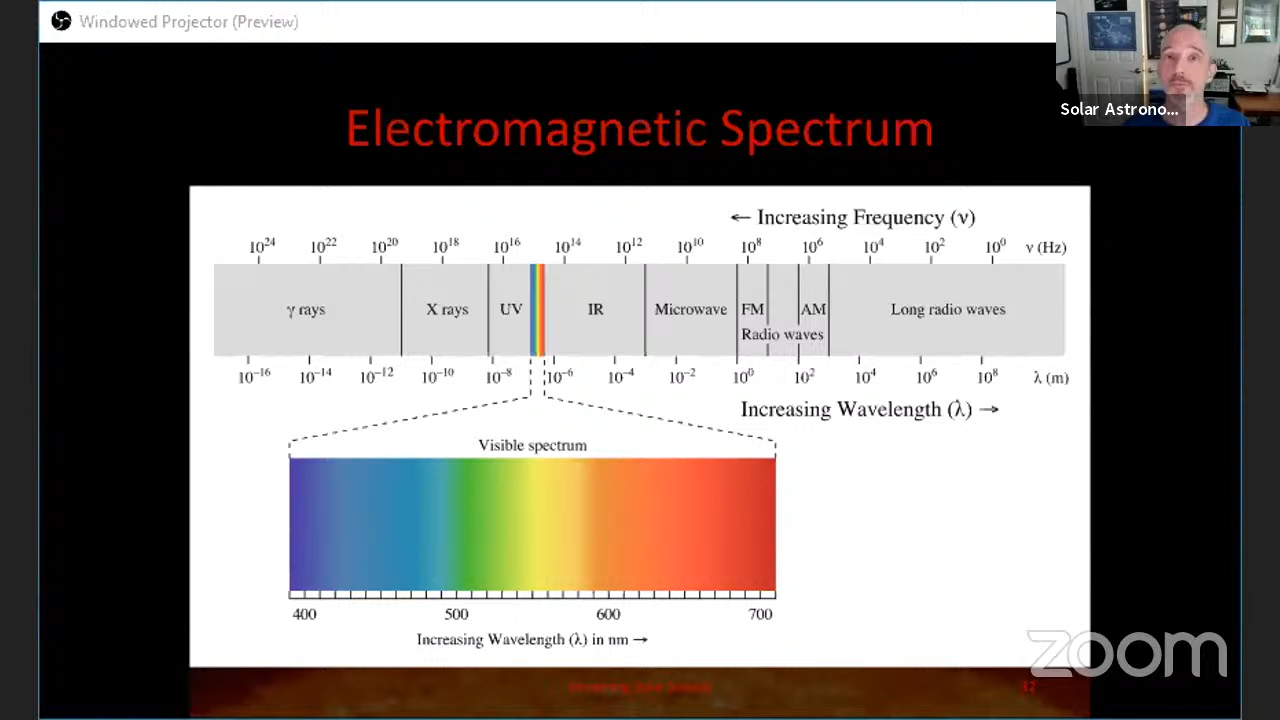 Windowed Projector (Preview)
Solar Astrono...
Electromagnetic Spectrum
← Increasing Frequency (ν)
10²⁴ 10²² 10²⁰ 10¹⁸ 10¹⁶ 10¹⁴ 10¹² 10¹⁰ 10⁸ 10⁶ 10⁴ 10² 10⁰ ν (Hz)
γ rays X rays UV IR Microwave FM AM Long radio waves
Radio waves
10⁻¹⁶ 10⁻¹⁴ 10⁻¹² 10⁻¹⁰ 10⁻⁸ 10⁻⁶ 10⁻⁴ 10⁻² 10⁰ 10² 10⁴ 10⁶ 10⁸ λ (m)
Increasing Wavelength (λ) →
Visible spectrum
400 500 600 700
Increasing Wavelength (λ) in nm →
zoom
12